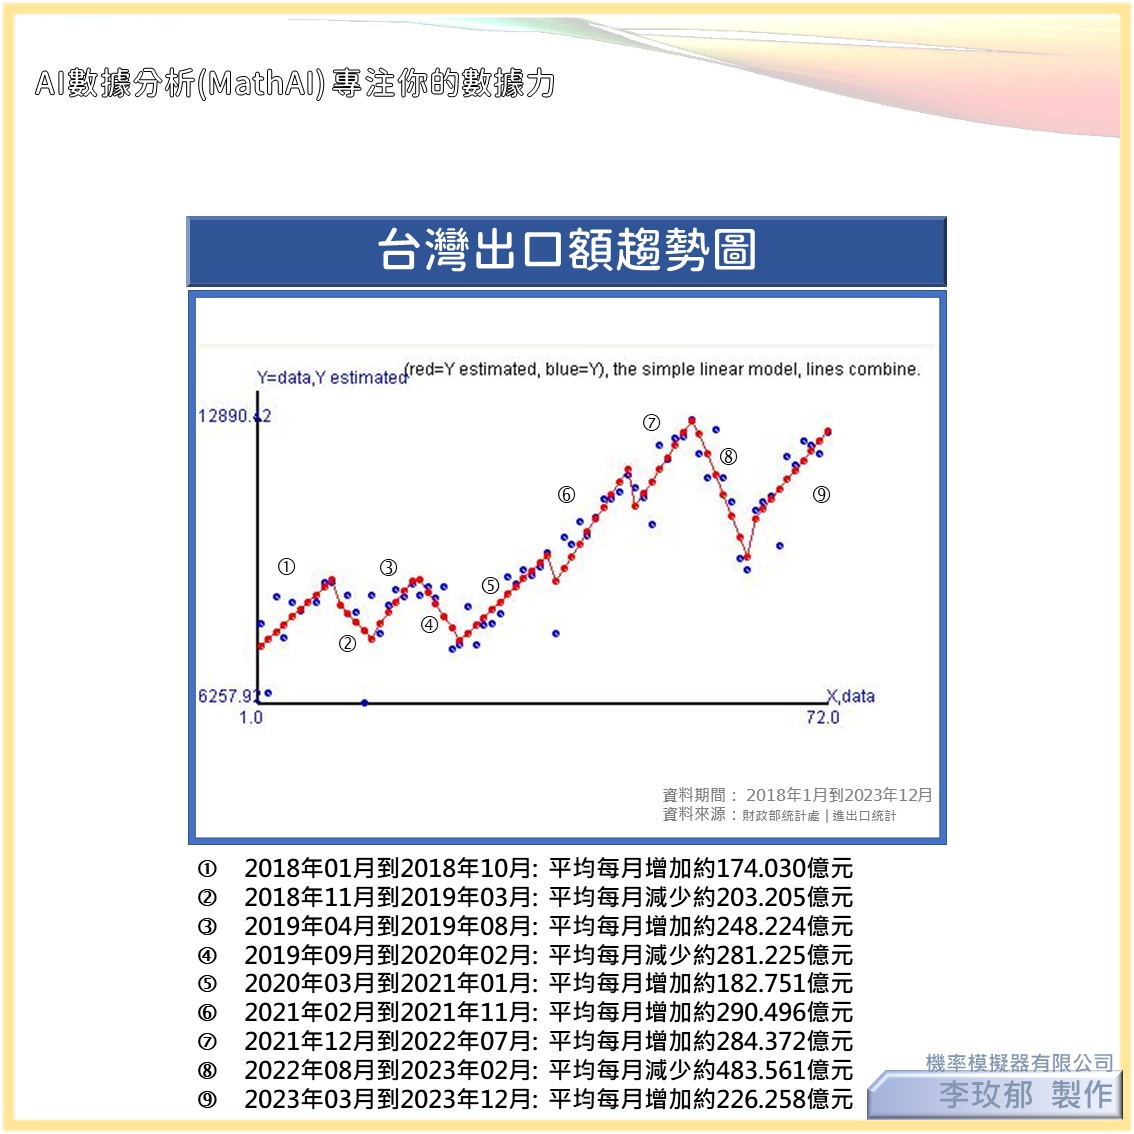 AI數據分析(MathAI) 專注你的數據力
台灣出口額趨勢圖
(red=Y estimated, blue=Y), the simple linear model, lines combine.
Y=data,Y estimated
12890.42
⑦
⑧
⑥
⑨
①
③
⑤
④
②
6257.92
X,data
1.0
72.0
資料期間： 2018年1月到2023年12月
資料來源：財政部統計處 | 進出口統計
① 2018年01月到2018年10月: 平均每月增加約174.030億元
② 2018年11月到2019年03月: 平均每月減少約203.205億元
③ 2019年04月到2019年08月: 平均每月增加約248.224億元
④ 2019年09月到2020年02月: 平均每月減少約281.225億元
⑤ 2020年03月到2021年01月: 平均每月增加約182.751億元
⑥ 2021年02月到2021年11月: 平均每月增加約290.496億元
⑦ 2021年12月到2022年07月: 平均每月增加約284.372億元
⑧ 2022年08月到2023年02月: 平均每月減少約483.561億元
⑨ 2023年03月到2023年12月: 平均每月增加約226.258億元
機率模擬器有限公司
李玫郁 製作